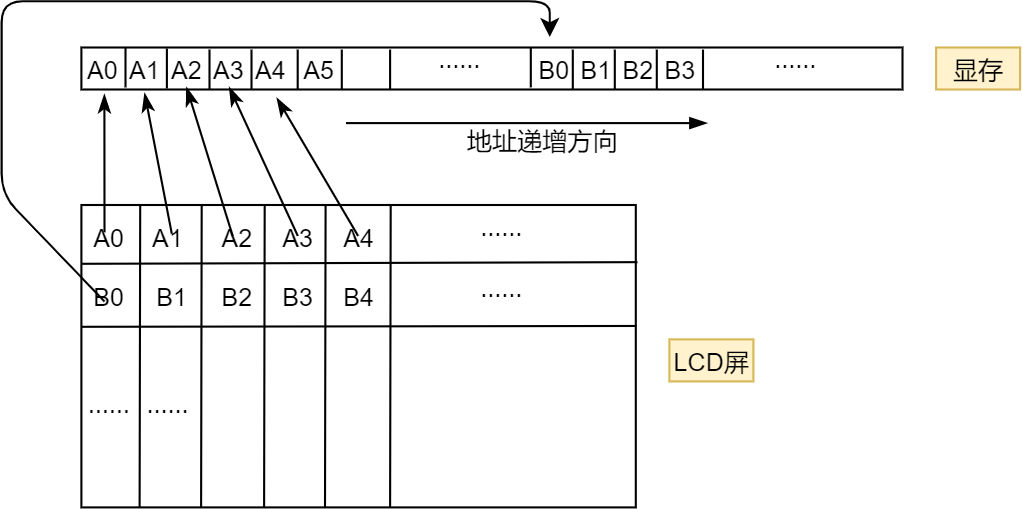 A0 A1 A2 A3 A4 A5 ...... B0 B1 B2 B3 ...... 显存
地址递增方向
A0 A1 A2 A3 A4 ......
B0 B1 B2 B3 B4 ......
LCD屏
...... ......